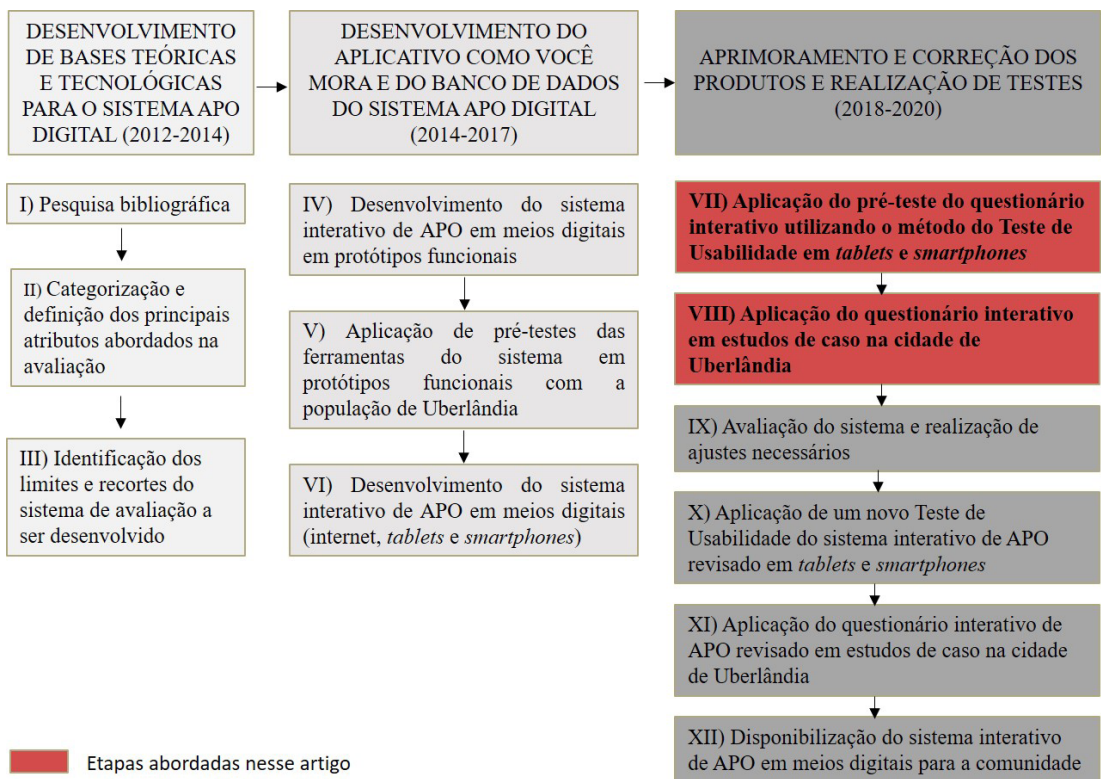 DESENVOLVIMENTO
DE BASES TEÓRICAS
E TECNOLÓGICAS
PARA O SISTEMA APO
DIGITAL (2012-2014)
I) Pesquisa bibliográfica
II) Categorização e
definição dos principais
atributos abordados na
avaliação
III) Identificação dos
limites e recortes do
sistema de avaliação a
ser desenvolvido
DESENVOLVIMENTO DO
APLICATIVO COMO VOCÊ
MORA E DO BANCO DE DADOS
DO SISTEMA APO DIGITAL
(2014-2017)
IV) Desenvolvimento do sistema
interativo de APO em meios digitais
em protótipos funcionais
V) Aplicação de pré-testes das
ferramentas do sistema em
protótipos funcionais com a
população de Uberlândia
VI) Desenvolvimento do sistema
interativo de APO em meios digitais
(internet, tablets e smartphones)
APRIMORAMENTO E CORREÇÃO DOS
PRODUTOS E REALIZAÇÃO DE TESTES
(2018-2020)
VII) Aplicação do pré-teste do questionário
interativo utilizando o método do Teste de
Usabilidade em tablets e smartphones
VIII) Aplicação do questionário interativo
em estudos de caso na cidade de
Uberlândia
IX) Avaliação do sistema e realização de
ajustes necessários
X) Aplicação de um novo Teste de
Usabilidade do sistema interativo de APO
revisado em tablets e smartphones
XI) Aplicação do questionário interativo de
APO revisado em estudos de caso na cidade
de Uberlândia
XII) Disponibilização do sistema interativo
de APO em meios digitais para a comunidade
Etapas abordadas nesse artigo